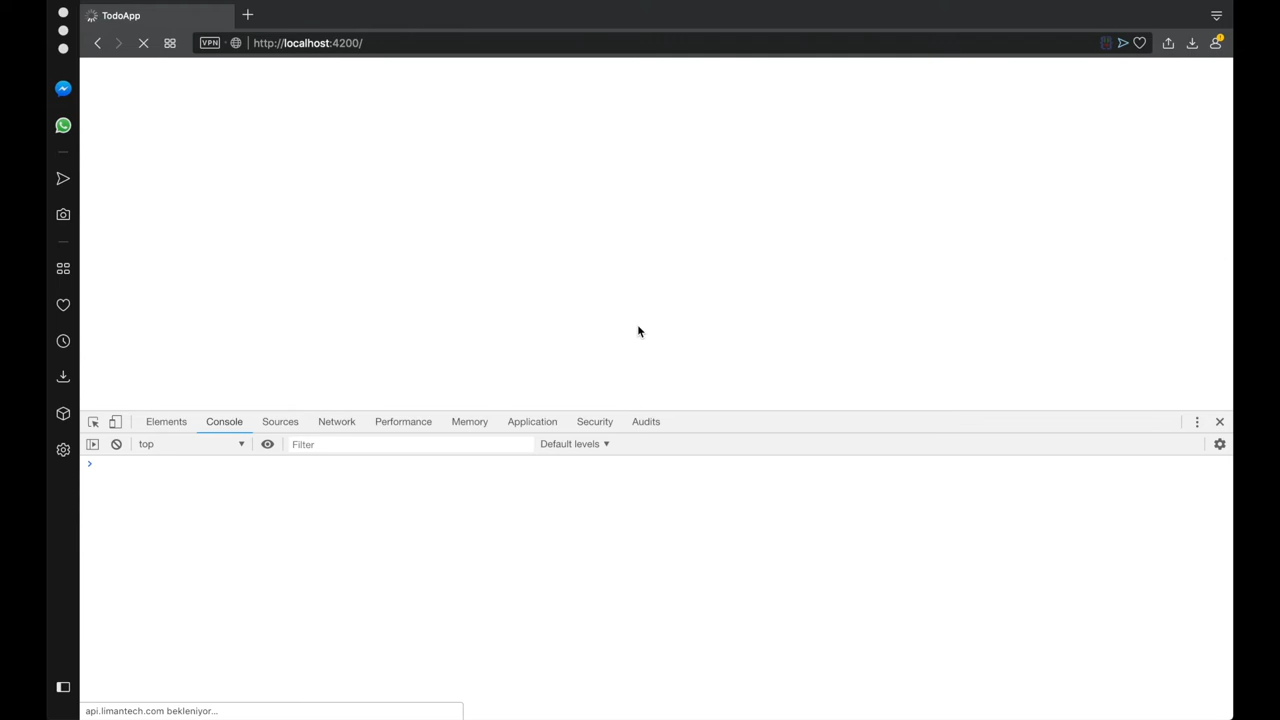 TodoApp
VPN http://localhost:4200/
Elements Console Sources Network Performance Memory Application Security Audits
top Filter Default levels
api.limantech.com bekleniyor...